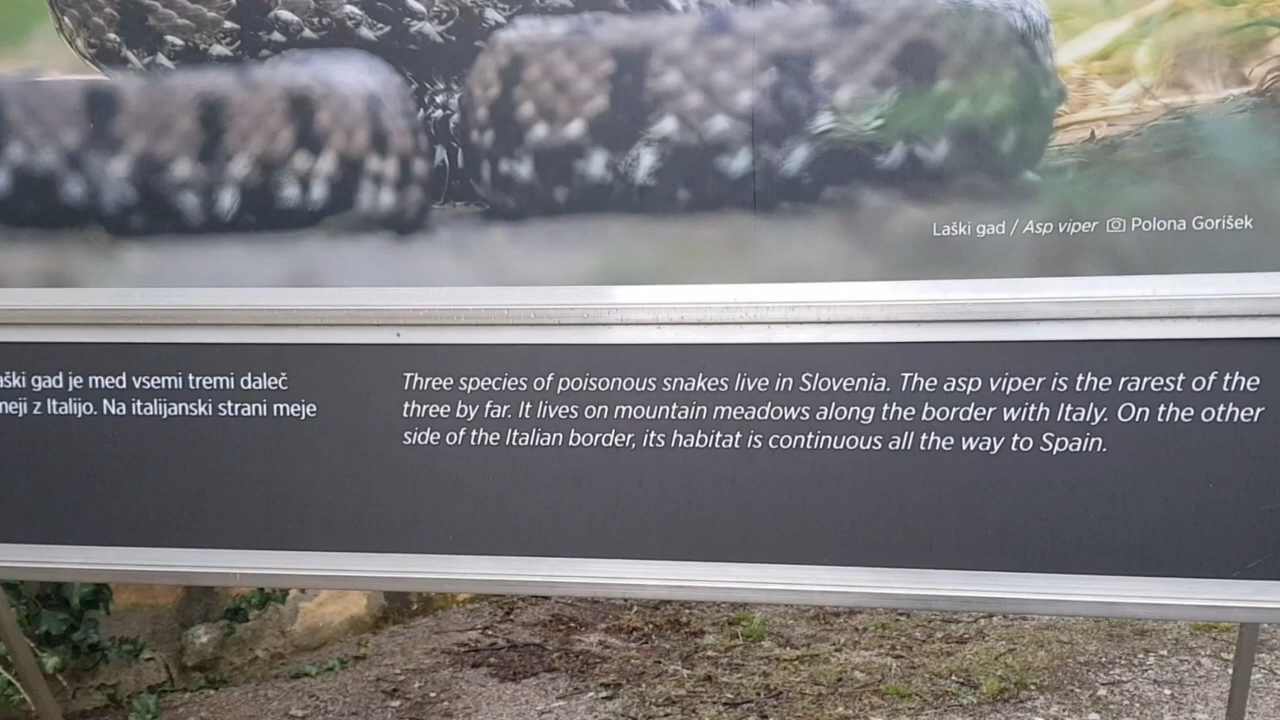 Laški gad / Asp viper Polona Gorišek
gad je med vsemi tremi daleč
z Italijo. Na italijanski strani meje
Three species of poisonous snakes live in Slovenia. The asp viper is the rarest of the
three by far. It lives on mountain meadows along the border with Italy. On the other
side of the Italian border, its habitat is continuous all the way to Spain.